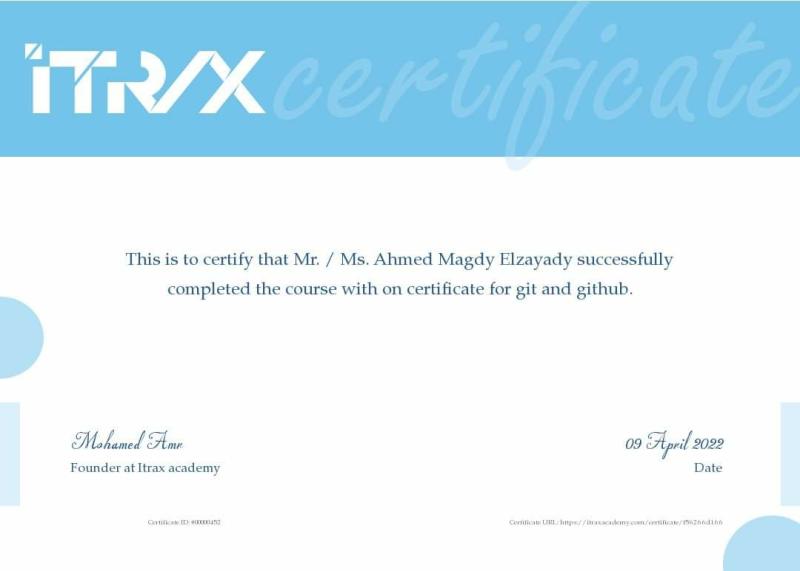 iTRAX certificate
This is to certify that Mr. / Ms. Ahmed Magdy Elzayady successfully
completed the course with on certificate for git and github.
Mohamed Amr
Founder at Itrax academy
09 April 2022
Date
Certificate ID: #00000452
Certificate URL: https://itraxacademy.com/certificate/f56266d166